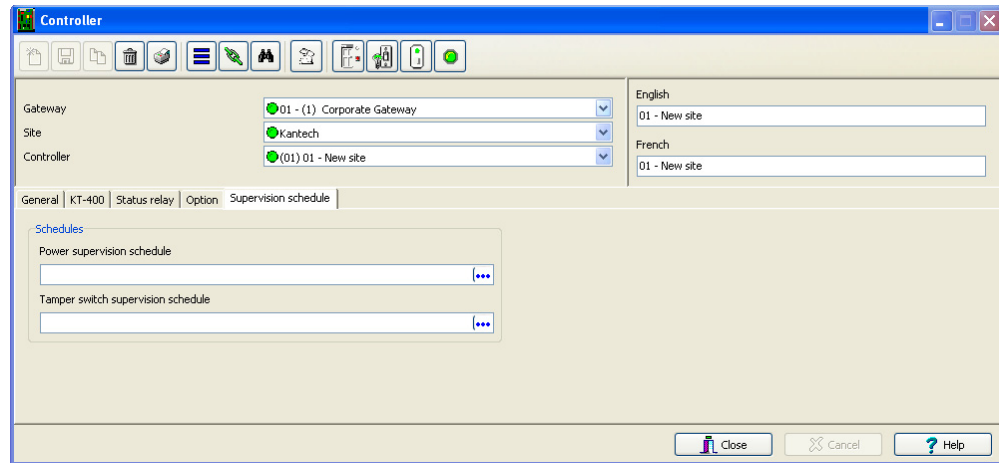 Controller
English
Gateway
01 - (1) Corporate Gateway
01 - New site
Site
Kantech
French
Controller
(01) 01 - New site
01 - New site
General KT-400 Status relay Option Supervision schedule
Schedules
Power supervision schedule
Tamper switch supervision schedule
Close Cancel ? Help